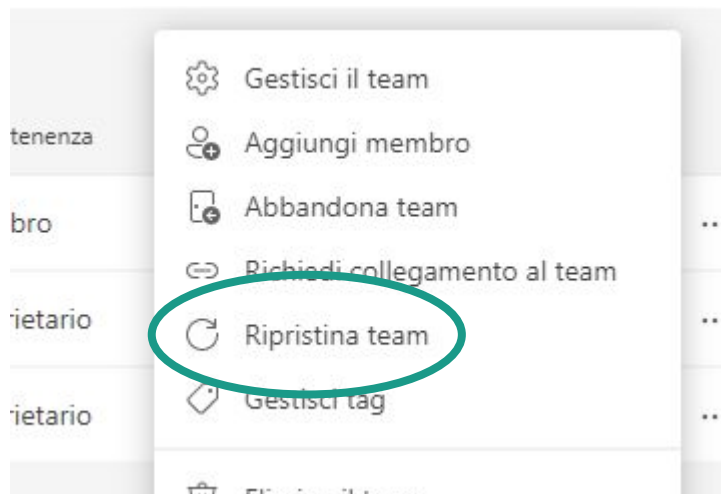 Gestisci il team
tenenza
Aggiungi membro
bro
Abbandona team
Richiedi collegamento al team
rietario
Ripristina team
Gestisci tag
rietario